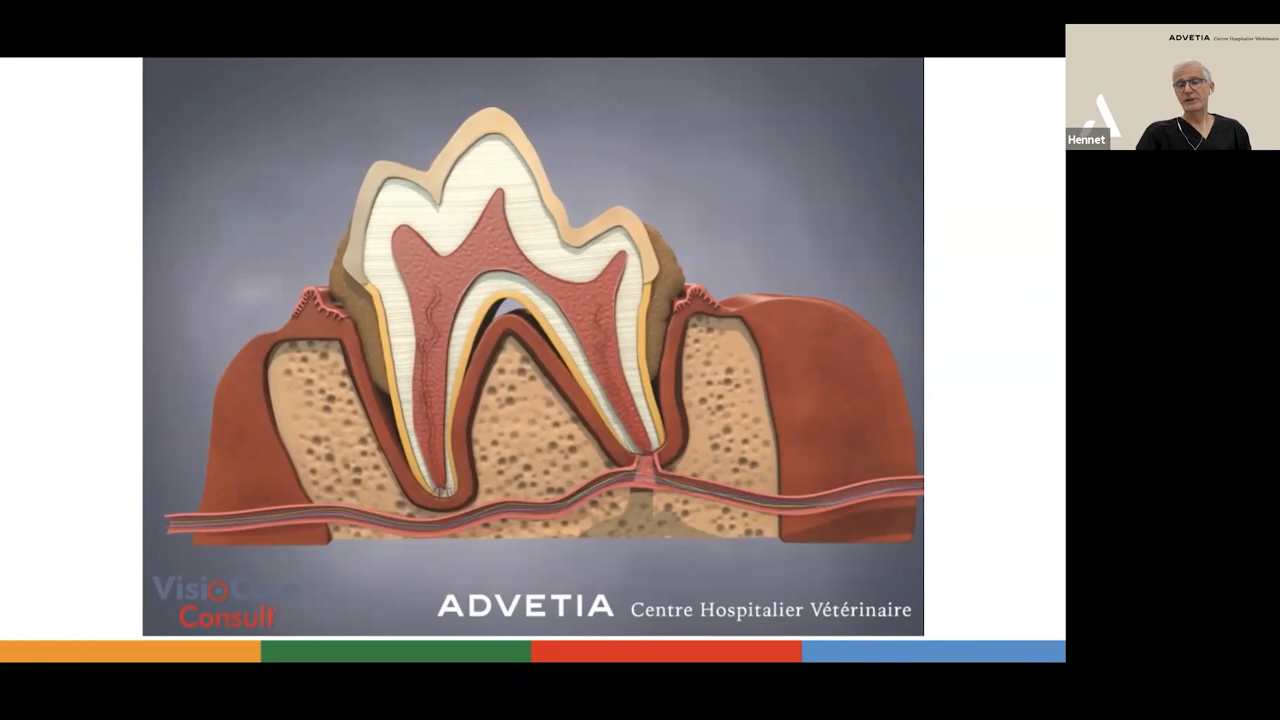 ADVETIA Centre Hospitalier Vétérinaire
Hennet
Consult
ADVETIA Centre Hospitalier Vétérinaire